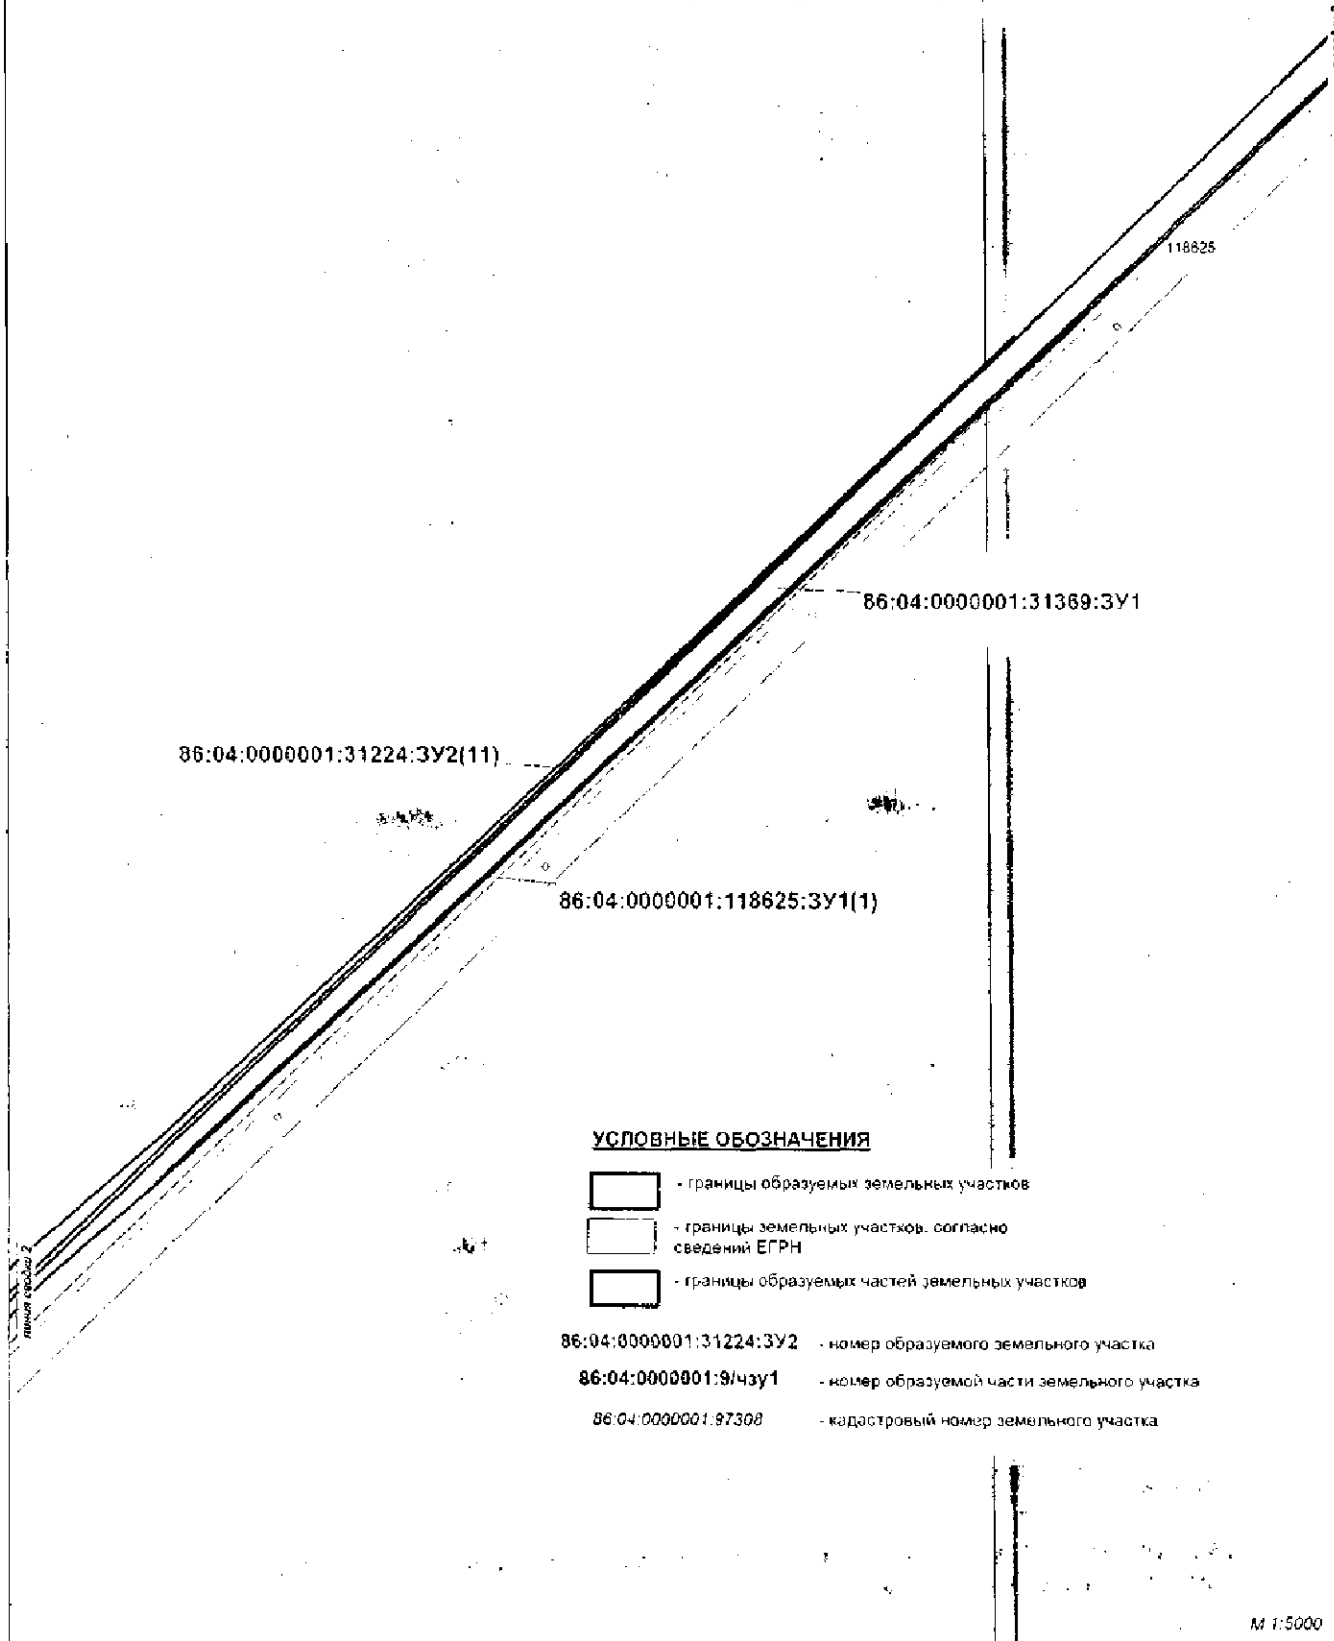 118625
86:04:0000001:31369:ЗУ1
86:04:0000001:31224:ЗУ2(11)
86:04:0000001:118625:ЗУ1(1)
УСЛОВНЫЕ ОБОЗНАЧЕНИЯ
- границы образуемых земельных участков
- границы земельных участков, согласно
сведений ЕГРН
- границы образуемых частей земельных участков
линия сводки 2
86:04:0000001:31224:ЗУ2 - номер образуемого земельного участка
86:04:0000001:9/чзу1 - номер образуемой части земельного участка
86:04:0000001:97308 - кадастровый номер земельного участка
М 1:5000